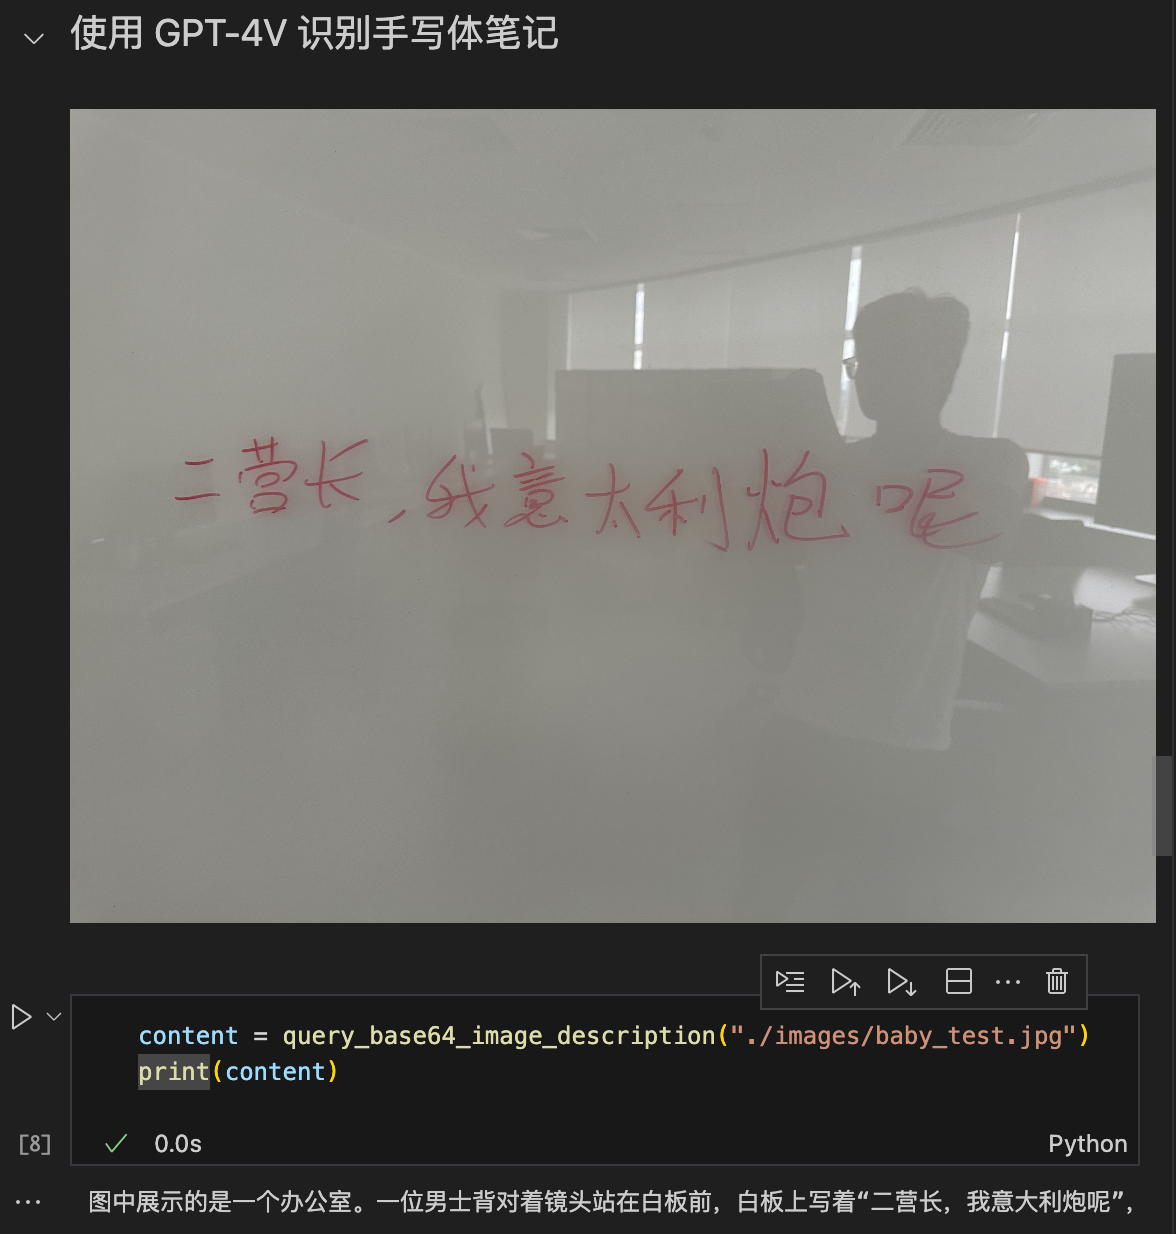 使用 GPT-4V 识别手写体笔记
二营长,我意太利炮呢
content = query_base64_image_description("./images/baby_test.jpg")
print(content)
[8]
0.0s
Python
图中展示的是一个办公室。一位男士背对着镜头站在白板前，白板上写着“二营长，我意大利炮呢”，